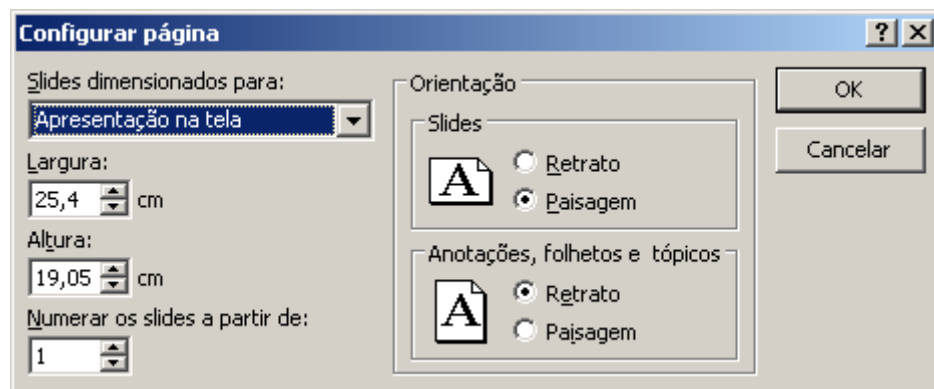 Configurar página
Slides dimensionados para:
Apresentação na tela
Largura:
25,4 cm
Altura:
19,05 cm
Numerar os slides a partir de:
1
Orientação
Slides
A
Retrato
Paisagem
Anotações, folhetos e tópicos
A
Retrato
Paisagem
OK
Cancelar